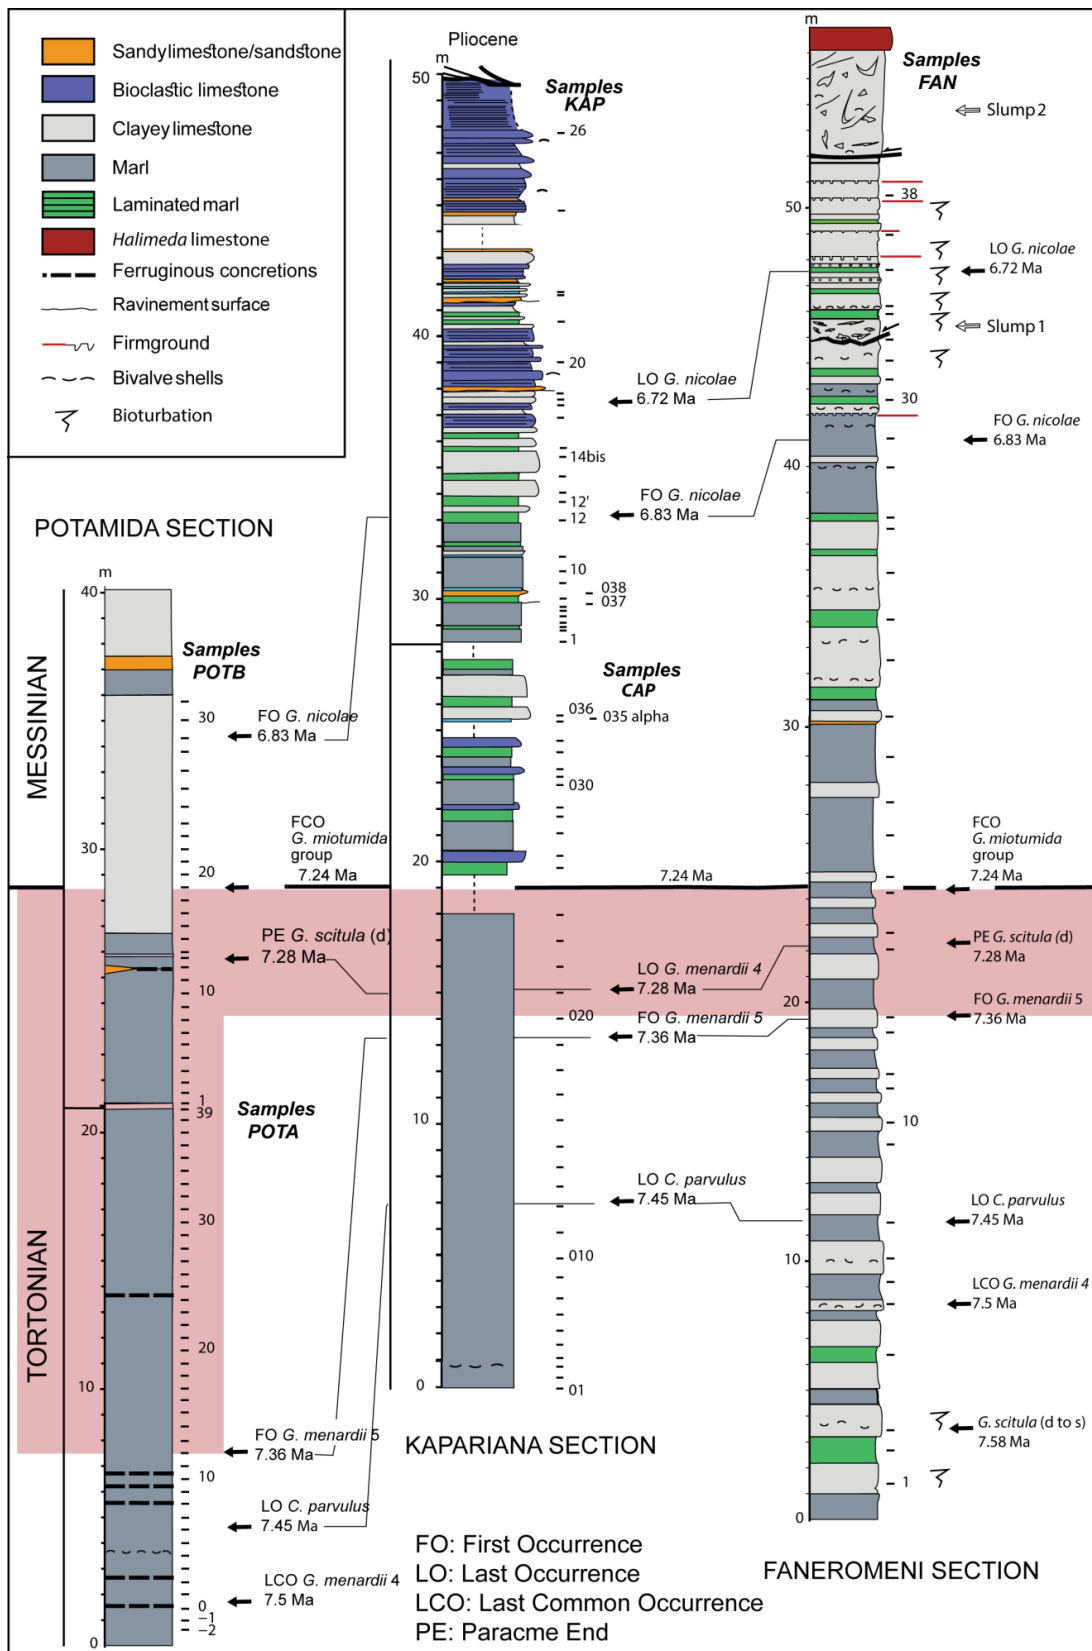 Sandy limestone/sandstone
Bioclastic limestone
Clayey limestone
Marl
Laminated marl
Halimeda limestone
Ferruginous concretions
Ravinement surface
Firmground
Bivalve shells
Bioturbation
POTAMIDA SECTION
m
40
30
20
10
0
MESSINIAN
TORTONIAN
Samples
POTB
30
20
10
1
39
Samples
POTA
30
20
10
0
–1
–2
FO G. nicolae
6.83 Ma
FCO
G. miotumida
group
7.24 Ma
PE G. scitula (d)
7.28 Ma
FO G. menardii 5
7.36 Ma
LO C. parvulus
7.45 Ma
LCO G. menardii 4
7.5 Ma
Pliocene
m
50
40
30
20
10
0
Samples
KAP
26
20
14bis
12'
12
10
038
037
1
Samples
CAP
036
035 alpha
030
020
010
01
LO G. nicolae
6.72 Ma
FO G. nicolae
6.83 Ma
7.24 Ma
LO G. menardii 4
7.28 Ma
FO G. menardii 5
7.36 Ma
LO C. parvulus
7.45 Ma
KAPARIANA SECTION
FO: First Occurrence
LO: Last Occurrence
LCO: Last Common Occurrence
PE: Paracme End
m
50
40
30
20
10
0
Samples
FAN
38
30
10
1
Slump 2
LO G. nicolae
6.72 Ma
Slump 1
FO G. nicolae
6.83 Ma
FCO
G. miotumida
group
7.24 Ma
PE G. scitula (d)
7.28 Ma
FO G. menardii 5
7.36 Ma
LO C. parvulus
7.45 Ma
LCO G. menardii 4
7.5 Ma
G. scitula (d to s)
7.58 Ma
FANEROMENI SECTION